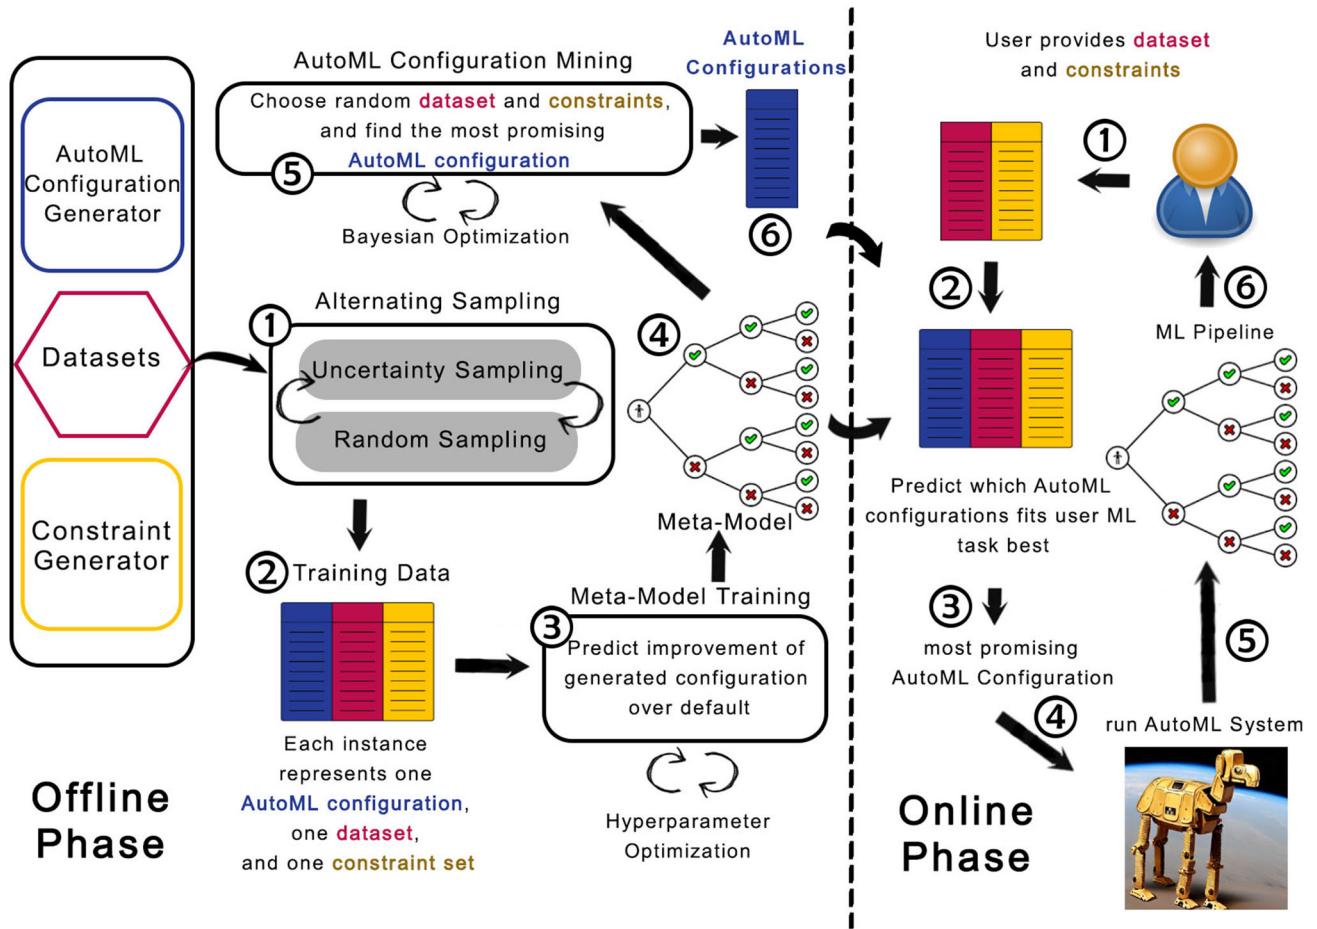 AutoML
Configuration
Generator
Datasets
Constraint
Generator
Offline
Phase
AutoML Configuration Mining
Choose random dataset and constraints,
and find the most promising
AutoML configuration
5
Bayesian Optimization
AutoML
Configurations
6
Alternating Sampling
1
Uncertainty Sampling
Random Sampling
4
Meta-Model
2
Training Data
Each instance
represents one
AutoML configuration,
one dataset,
and one constraint set
Meta-Model Training
3
Predict improvement of
generated configuration
over default
Hyperparameter
Optimization
User provides dataset
and constraints
1
2
Predict which AutoML
configurations fits user ML
task best
3
most promising
AutoML Configuration
4
run AutoML System
5
ML Pipeline
6
Online
Phase